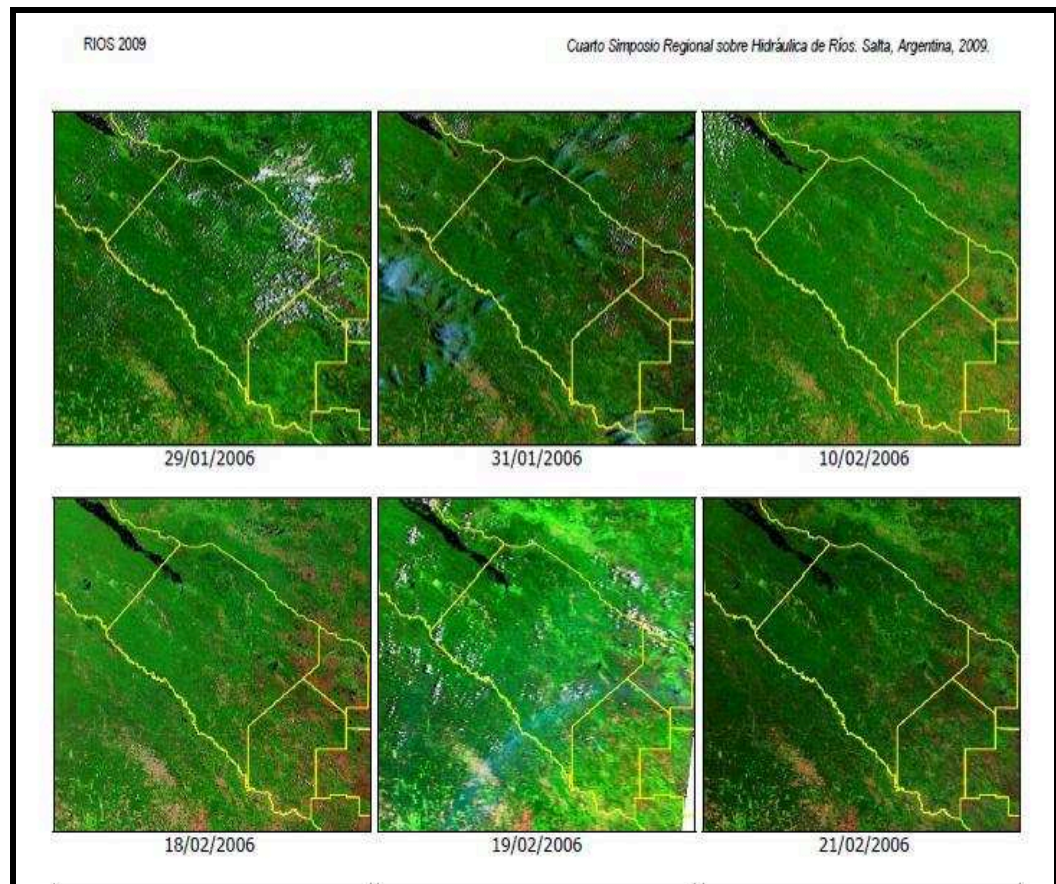 RIOS 2009
Cuarto Simposio Regional sobre Hidráulica de Ríos. Salta, Argentina, 2009.
29/01/2006 31/01/2006 10/02/2006
18/02/2006 19/02/2006 21/02/2006